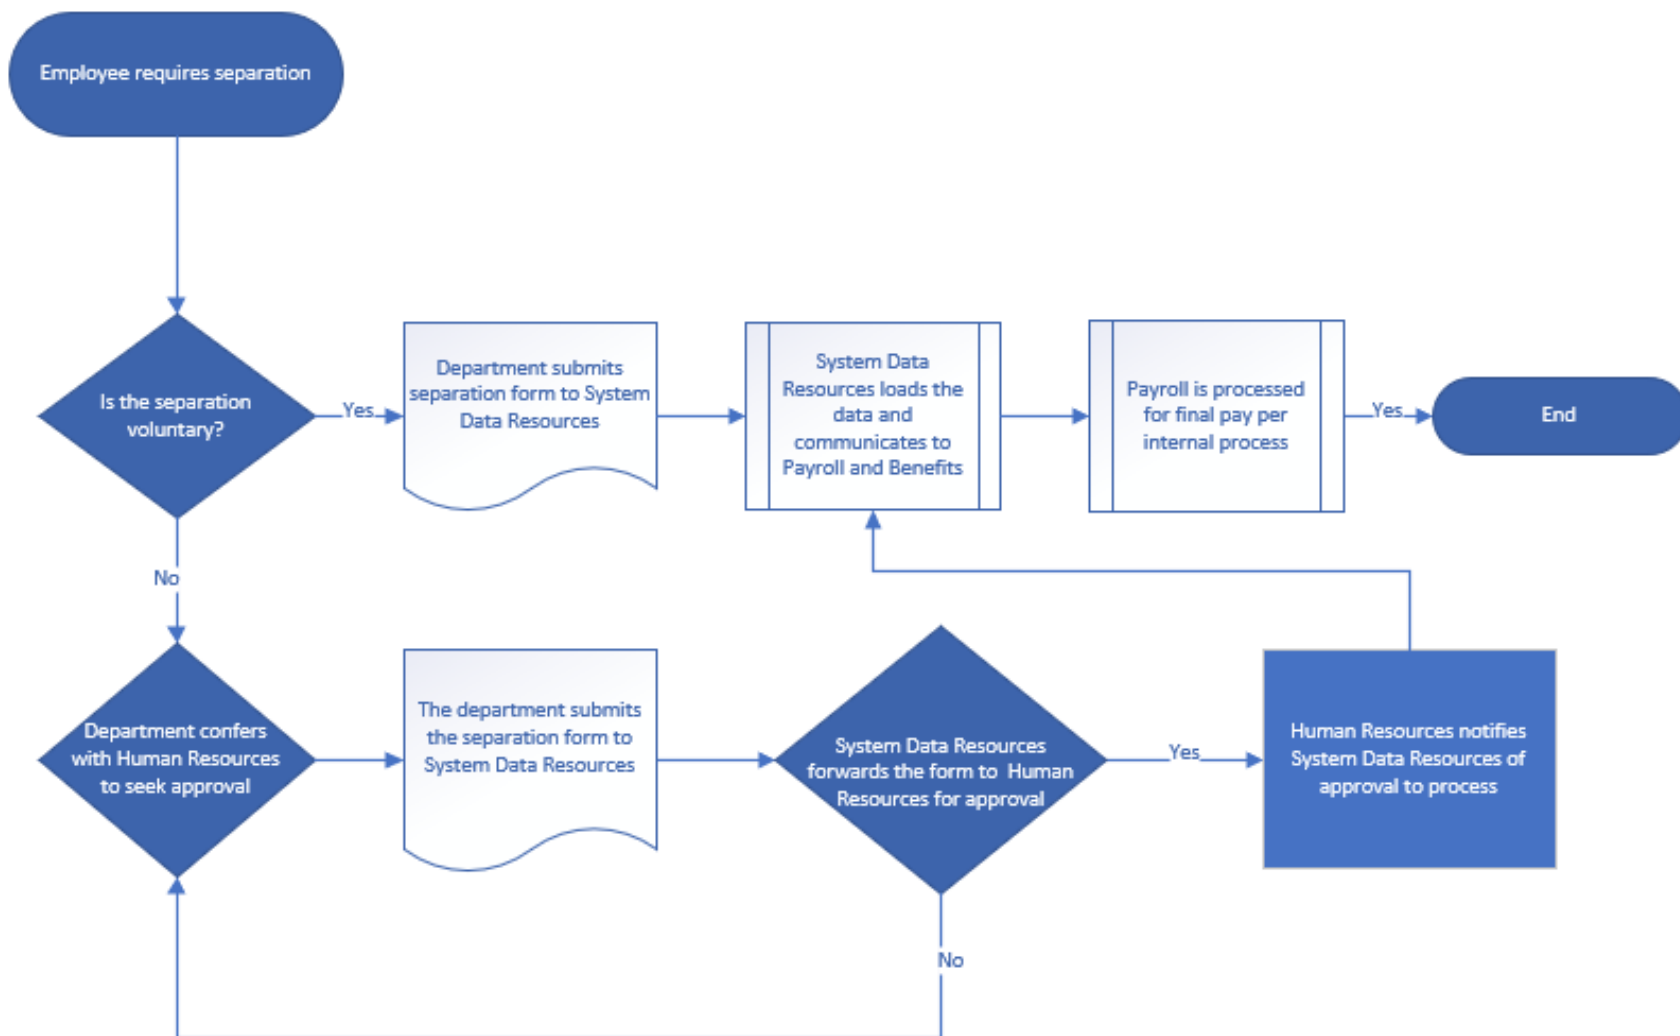 Employee requires separation
Is the separation
voluntary?
Yes
Department submits
separation form to System
Data Resources
System Data
Resources loads the
data and
communicates to
Payroll and Benefits
Payroll is processed
for final pay per
internal process
Yes
End
No
Department confers
with Human Resources
to seek approval
The department submits
the separation form to
System Data Resources
System Data Resources
forwards the form to Human
Resources for approval
Yes
Human Resources notifies
System Data Resources of
approval to process
No